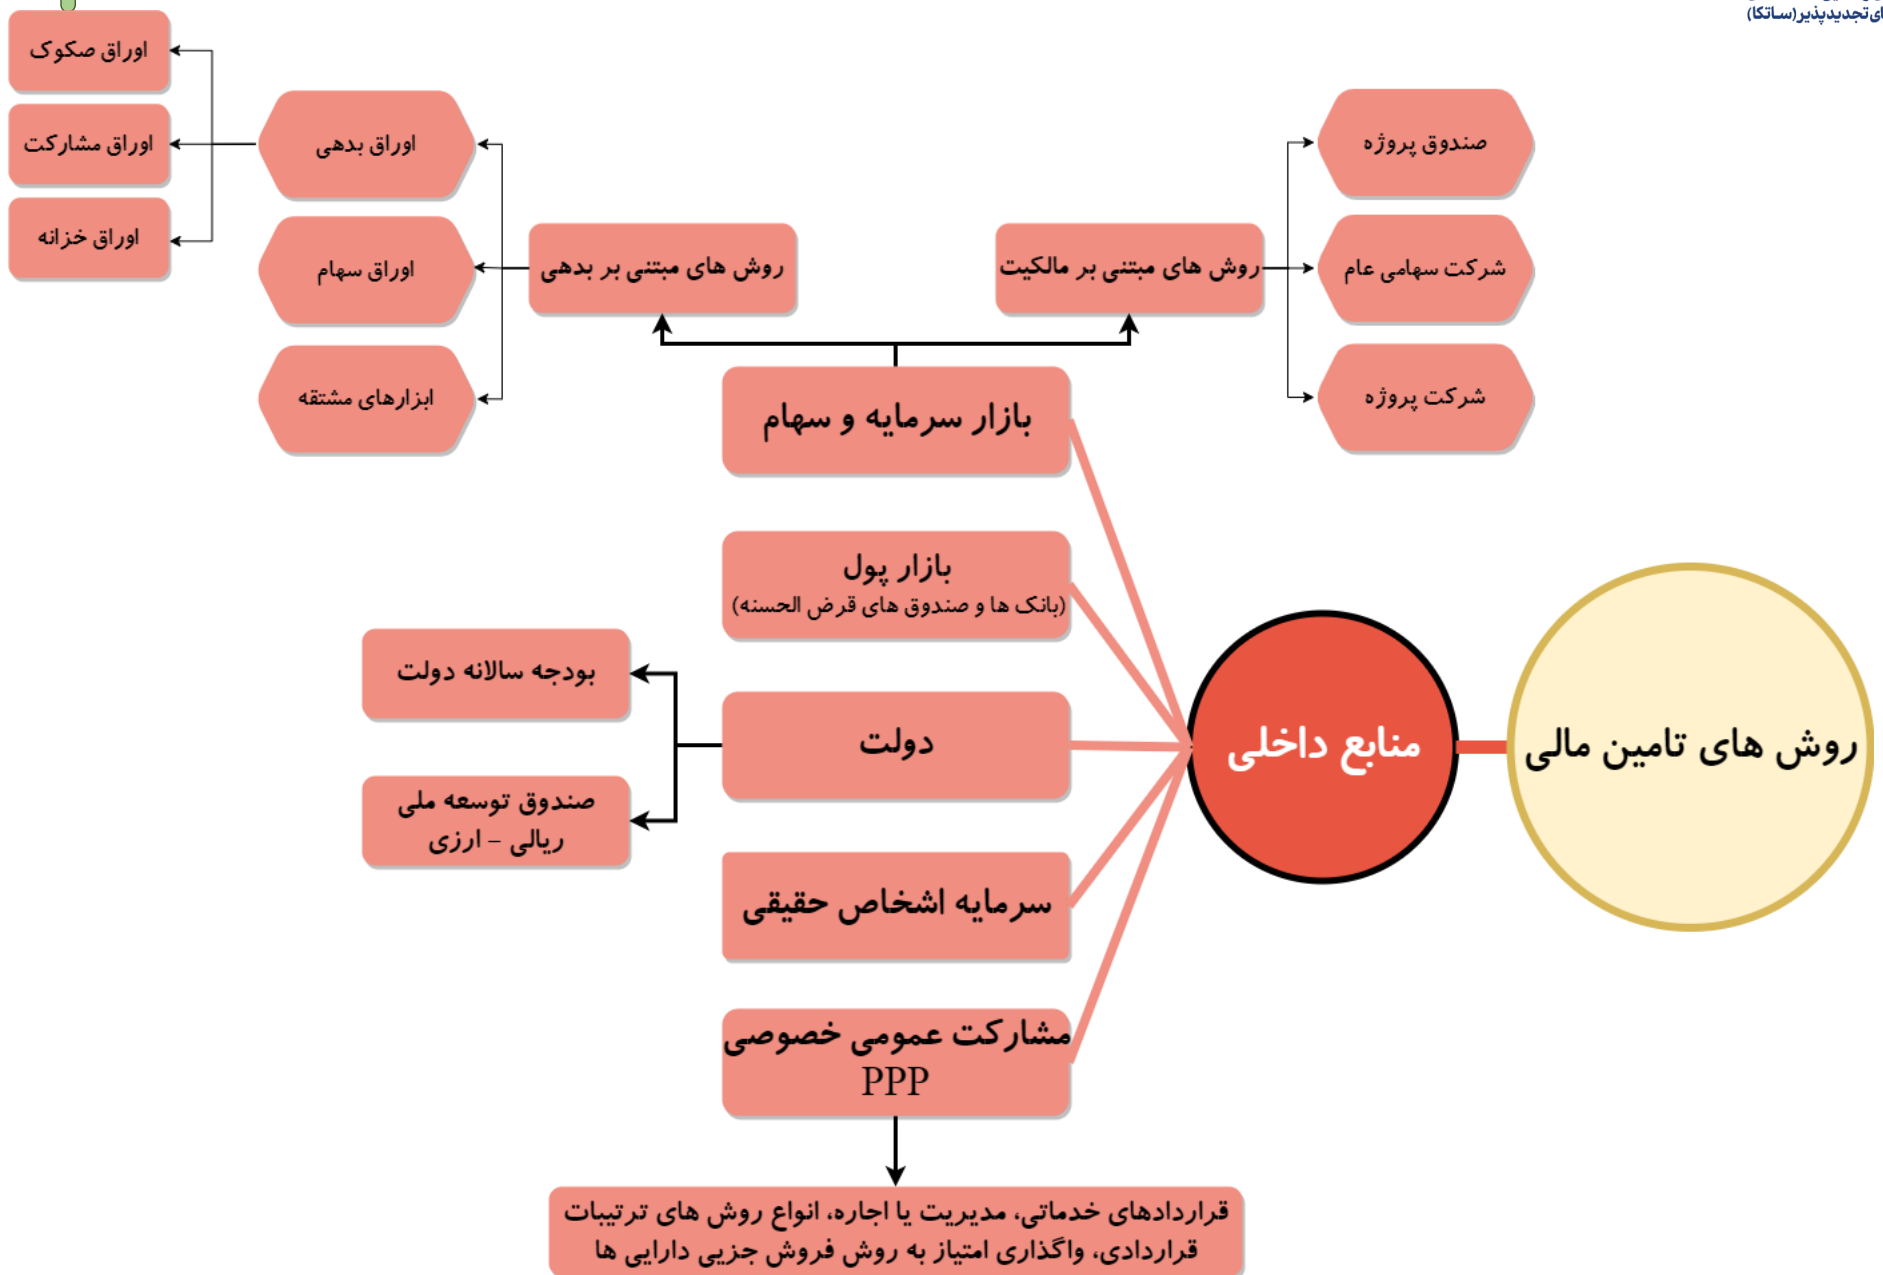 ای تجدیدپذیر(ساتکا)
روش های تامین مالی
منابع داخلی
بازار سرمایه و سهام
روش های مبتنی بر مالکیت
صندوق پروژه
شرکت سهامی عام
شرکت پروژه
روش های مبتنی بر بدهی
اوراق بدهی
اوراق صکوک
اوراق مشارکت
اوراق خزانه
اوراق سهام
ابزارهای مشتقه
بازار پول
(بانک ها و صندوق های قرض الحسنه)
دولت
بودجه سالانه دولت
صندوق توسعه ملی
ریالی – ارزی
سرمایه اشخاص حقیقی
مشارکت عمومی خصوصی
PPP
قراردادهای خدماتی، مدیریت یا اجاره، انواع روش های ترتیبات
قراردادی، واگذاری امتیاز به روش فروش جزیی دارایی ها